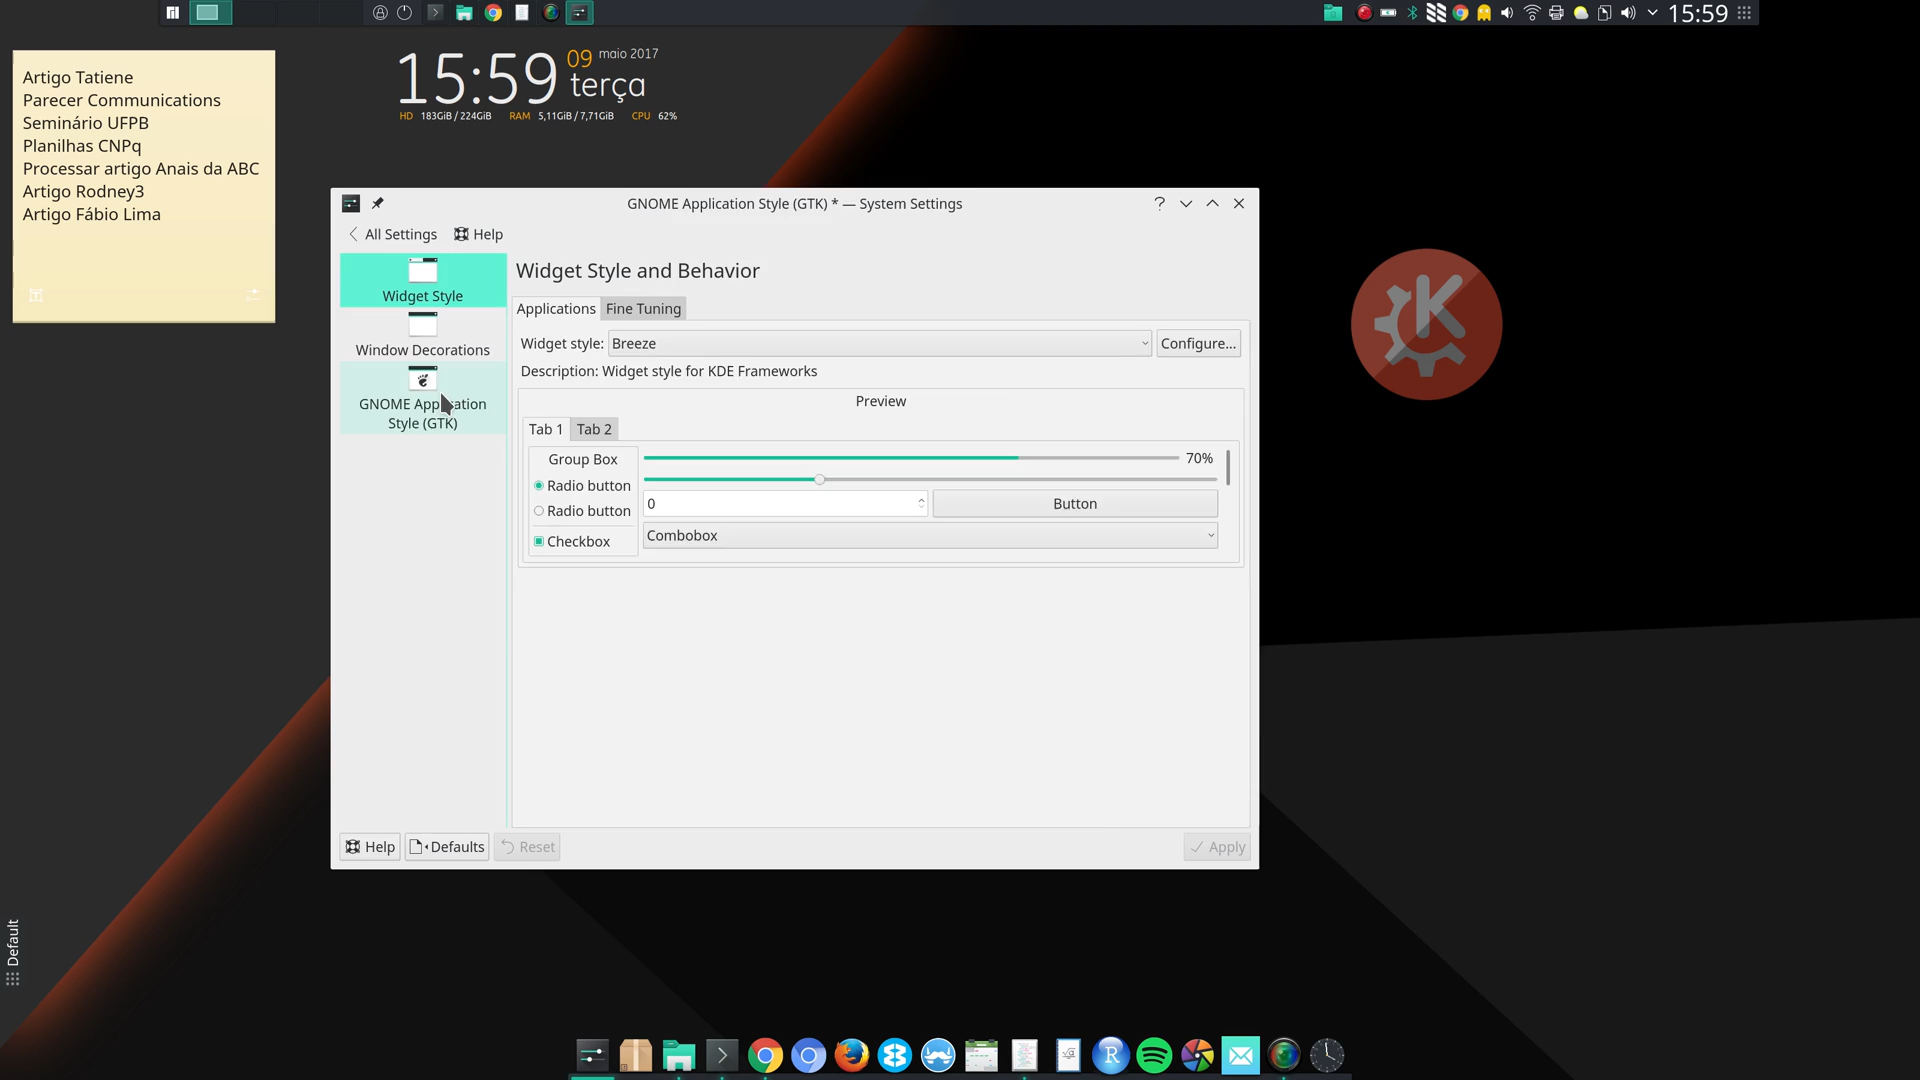 15:59
Artigo Tatiene
Parecer Communications
Seminário UFPB
Planilhas CNPq
Processar artigo Anais da ABC
Artigo Rodney3
Artigo Fábio Lima
15:59 09 maio 2017
terça
HD 183GiB / 224GiB RAM 5,11GiB / 7,71GiB CPU 62%
GNOME Application Style (GTK) * — System Settings
All Settings Help
Widget Style
Window Decorations
GNOME Application
Style (GTK)
Widget Style and Behavior
Applications Fine Tuning
Widget style: Breeze Configure...
Description: Widget style for KDE Frameworks
Preview
Tab 1 Tab 2
Group Box 70%
Radio button
Radio button
0 Button
Checkbox
Combobox
Help Defaults Reset Apply
Default